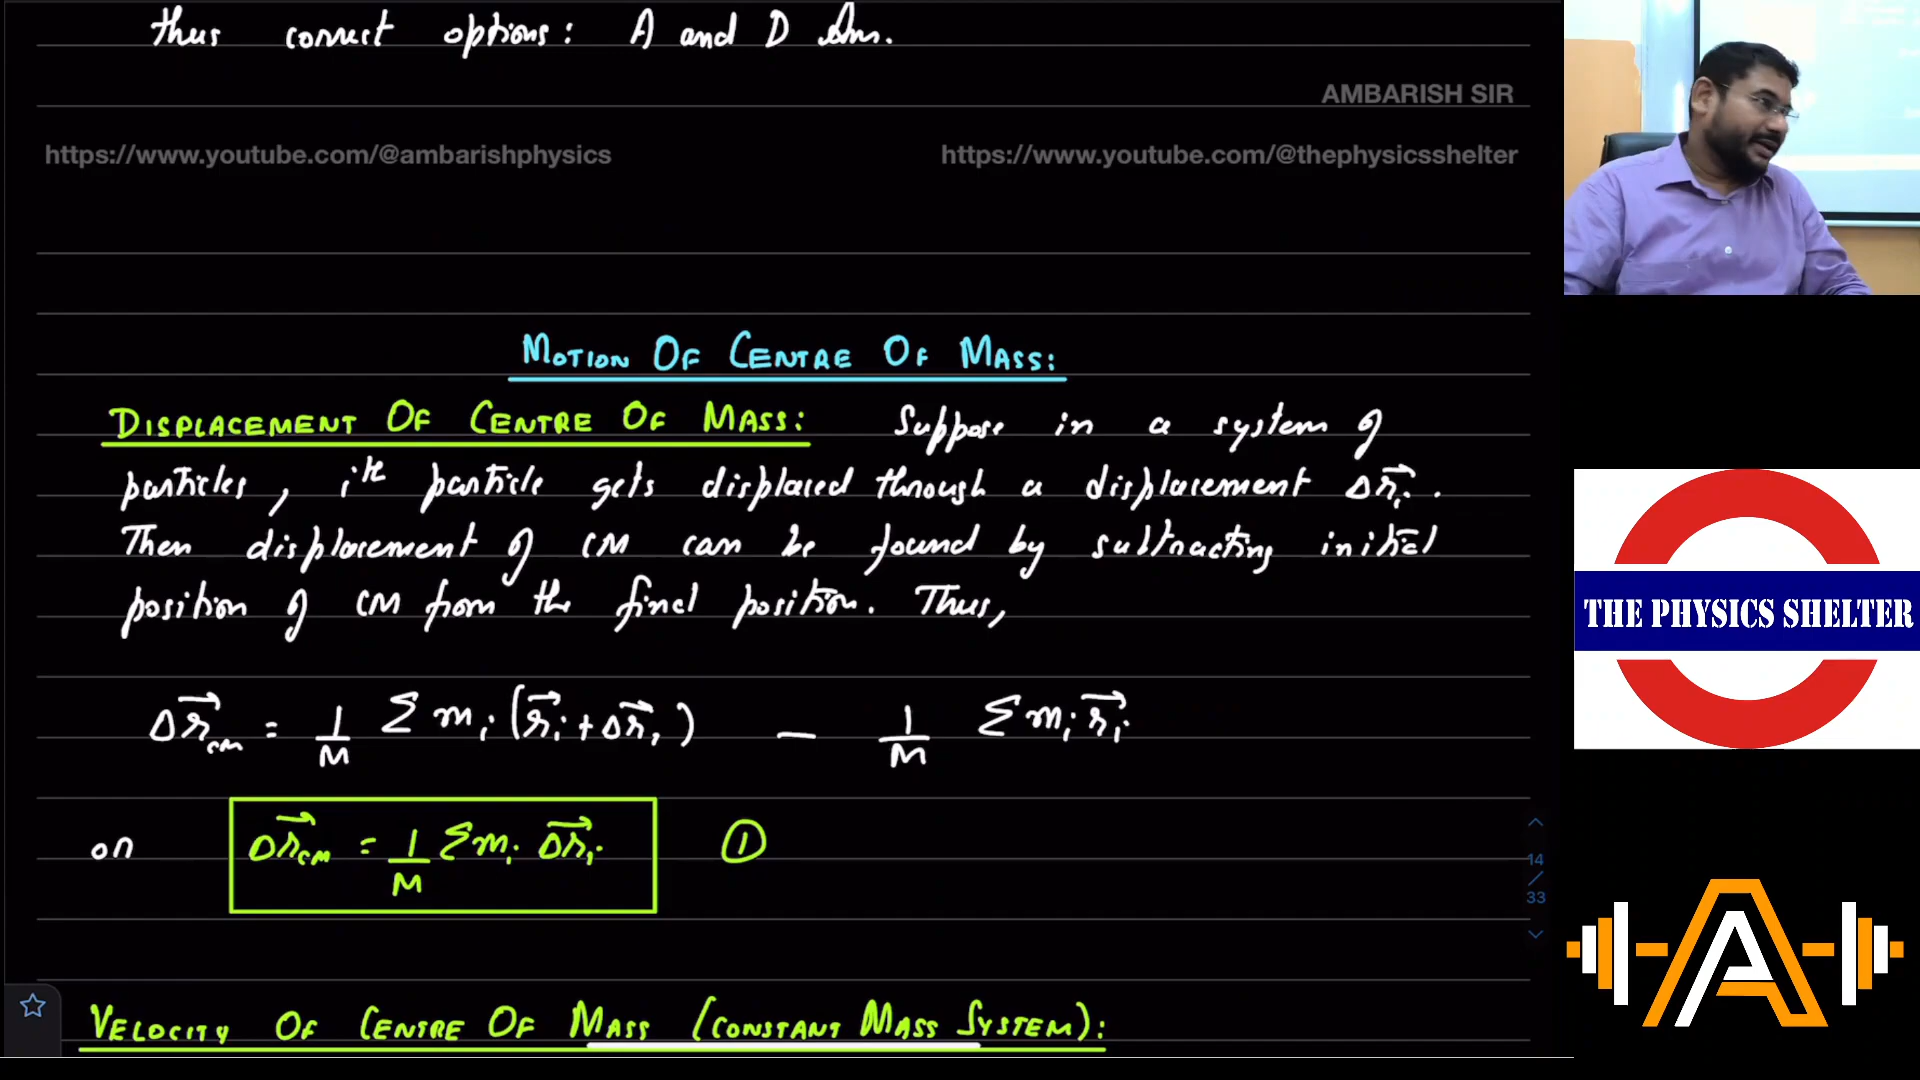 thus correct options: A and D Ans.
AMBARISH SIR
https://www.youtube.com/@ambarishphysics https://www.youtube.com/@thephysicsshelter
MOTION OF CENTRE OF MASS:
DISPLACEMENT OF CENTRE OF MASS: Suppose in a system of
particles, ith particle gets displaced through a displacement Δr⃗ᵢ.
Then displacement of CM can be found by subtracting initial
position of CM from the final position. Thus,
Δr⃗cm = 1/M Σ mᵢ (r⃗ᵢ + Δr⃗ᵢ) − 1/M Σ mᵢ r⃗ᵢ
or Δr⃗cm = 1/M Σ mᵢ Δr⃗ᵢ ①
14
/
33
VELOCITY OF CENTRE OF MASS (CONSTANT MASS SYSTEM):
THE PHYSICS SHELTER
A